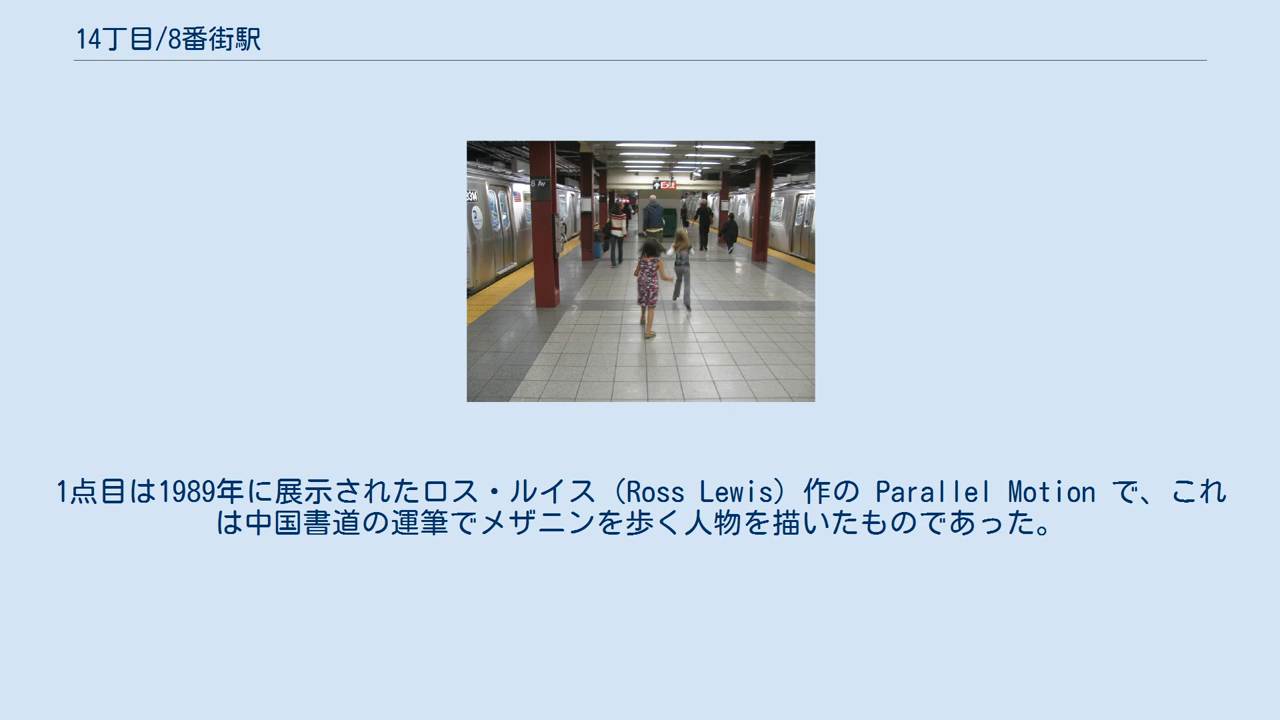 14丁目/8番街駅
8 Av
Exit
1点目は1989年に展示されたロス・ルイス（Ross Lewis）作の Parallel Motion で、これ
は中国書道の運筆でメザニンを歩く人物を描いたものであった。